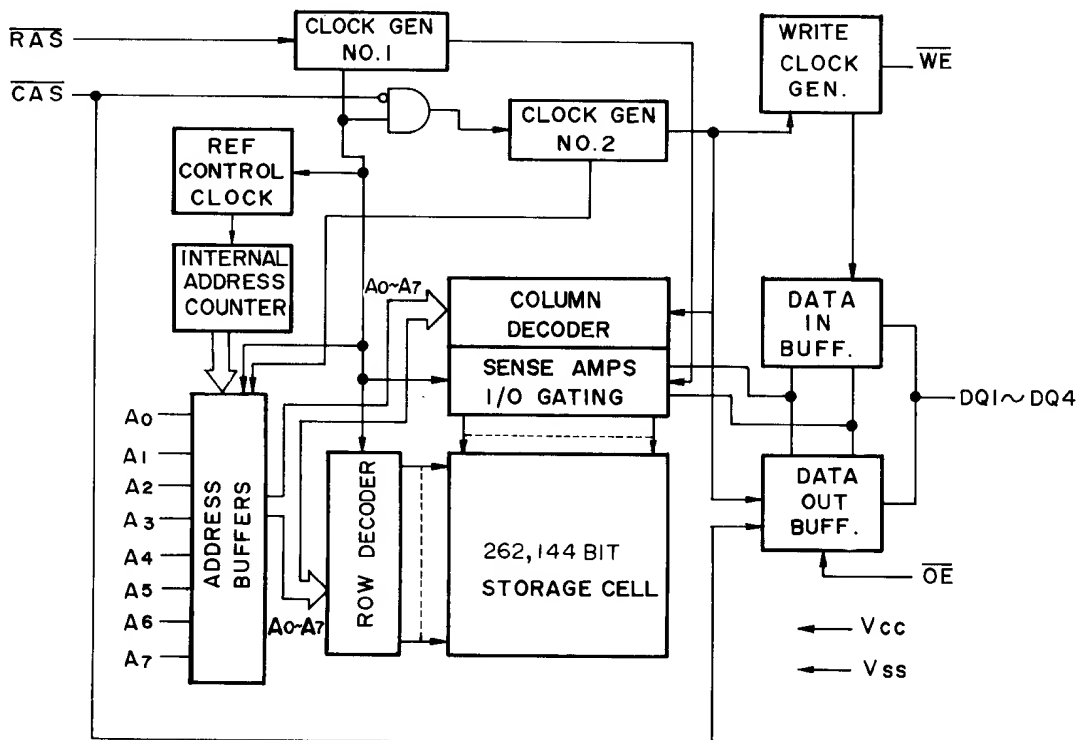 RAS
CLOCK GEN
NO.1
WRITE
CLOCK
GEN.
WE
CAS
CLOCK GEN
NO.2
REF
CONTROL
CLOCK
INTERNAL
ADDRESS
COUNTER
A0~A7
COLUMN
DECODER
DATA
IN
BUFF.
SENSE AMPS
I/O GATING
DQ1~DQ4
A0
A1
A2
A3
A4
A5
A6
A7
ADDRESS
BUFFERS
A0~A7
ROW DECODER
262,144 BIT
STORAGE CELL
DATA
OUT
BUFF.
OE
Vcc
Vss